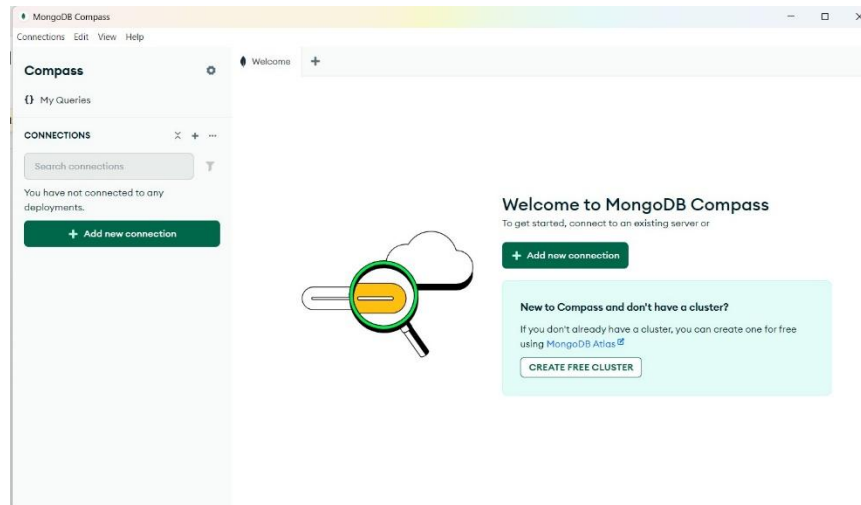 MongoDB Compass
Connections Edit View Help
Compass
{} My Queries
CONNECTIONS
Search connections
You have not connected to any
deployments.
+ Add new connection
Welcome
Welcome to MongoDB Compass
To get started, connect to an existing server or
+ Add new connection
New to Compass and don't have a cluster?
If you don't already have a cluster, you can create one for free
using MongoDB Atlas
CREATE FREE CLUSTER